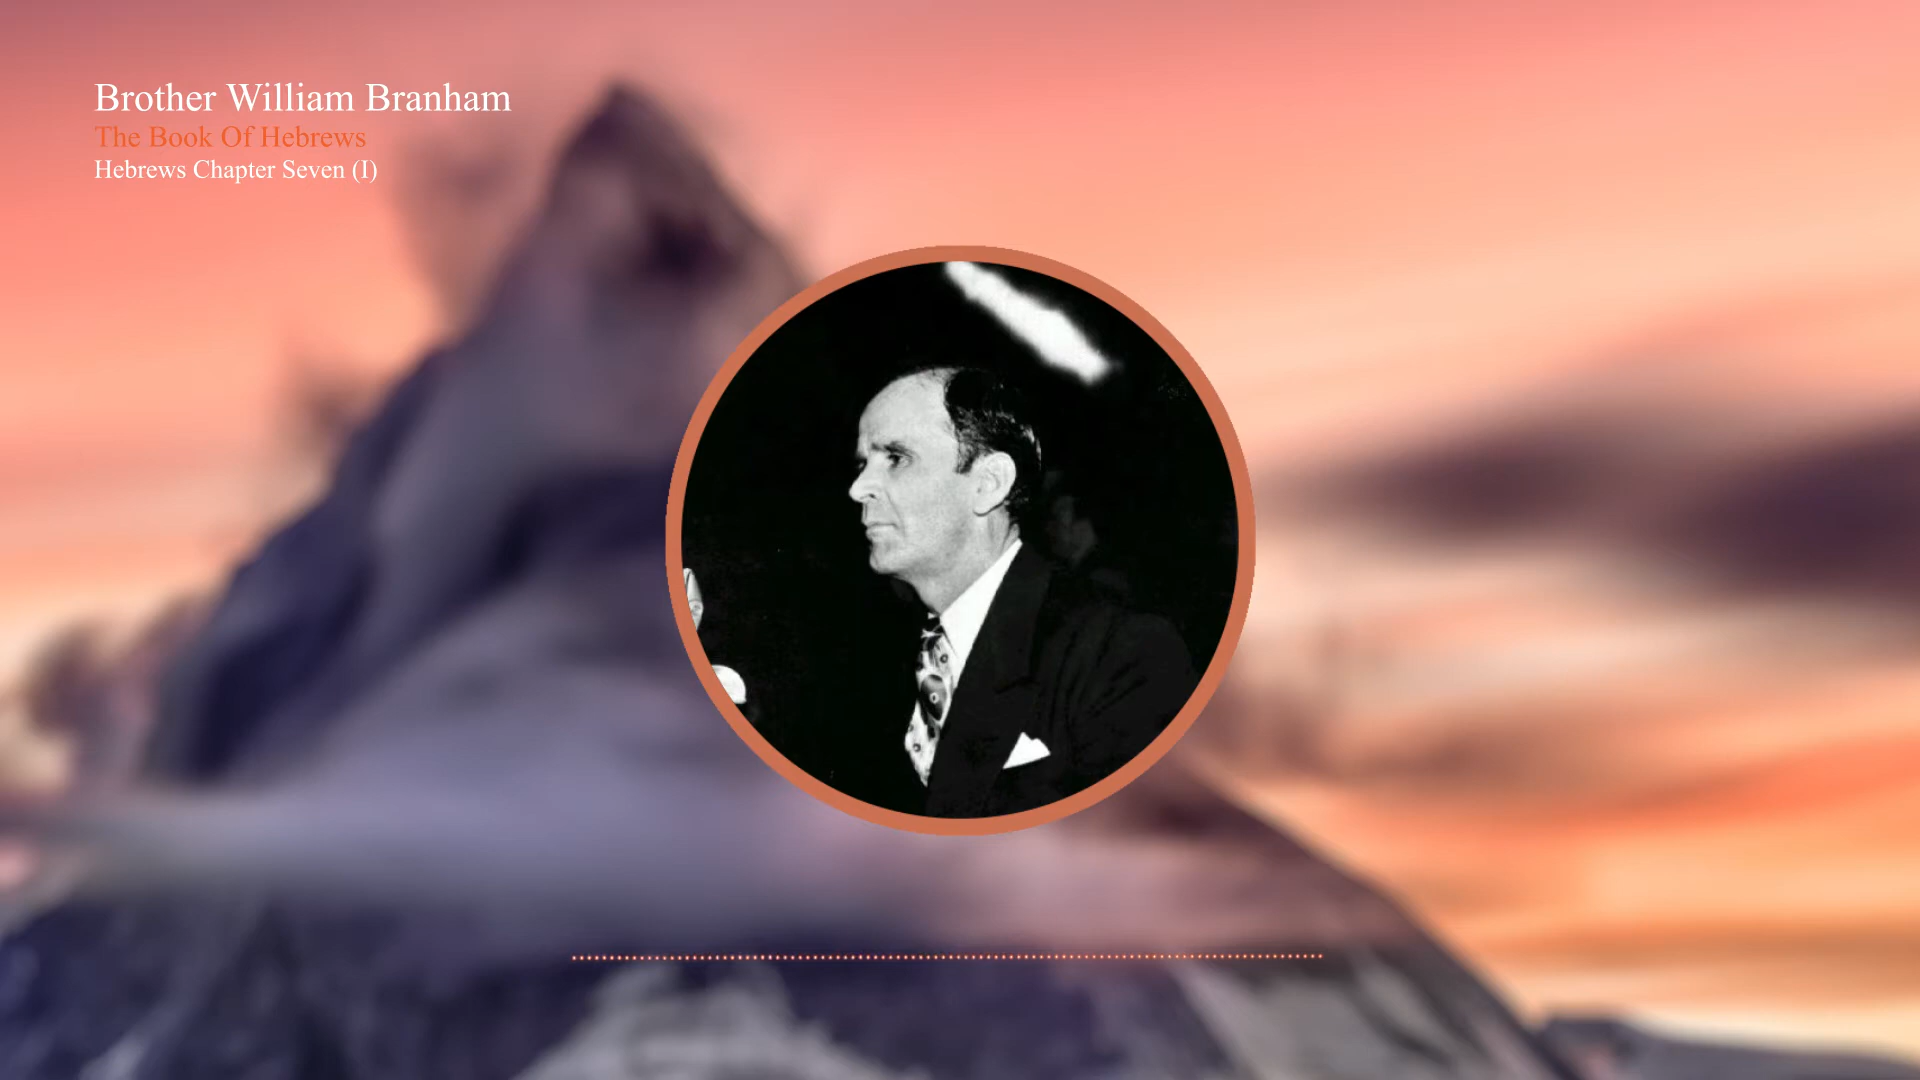 Brother William Branham
The Book Of Hebrews
Hebrews Chapter Seven (I)